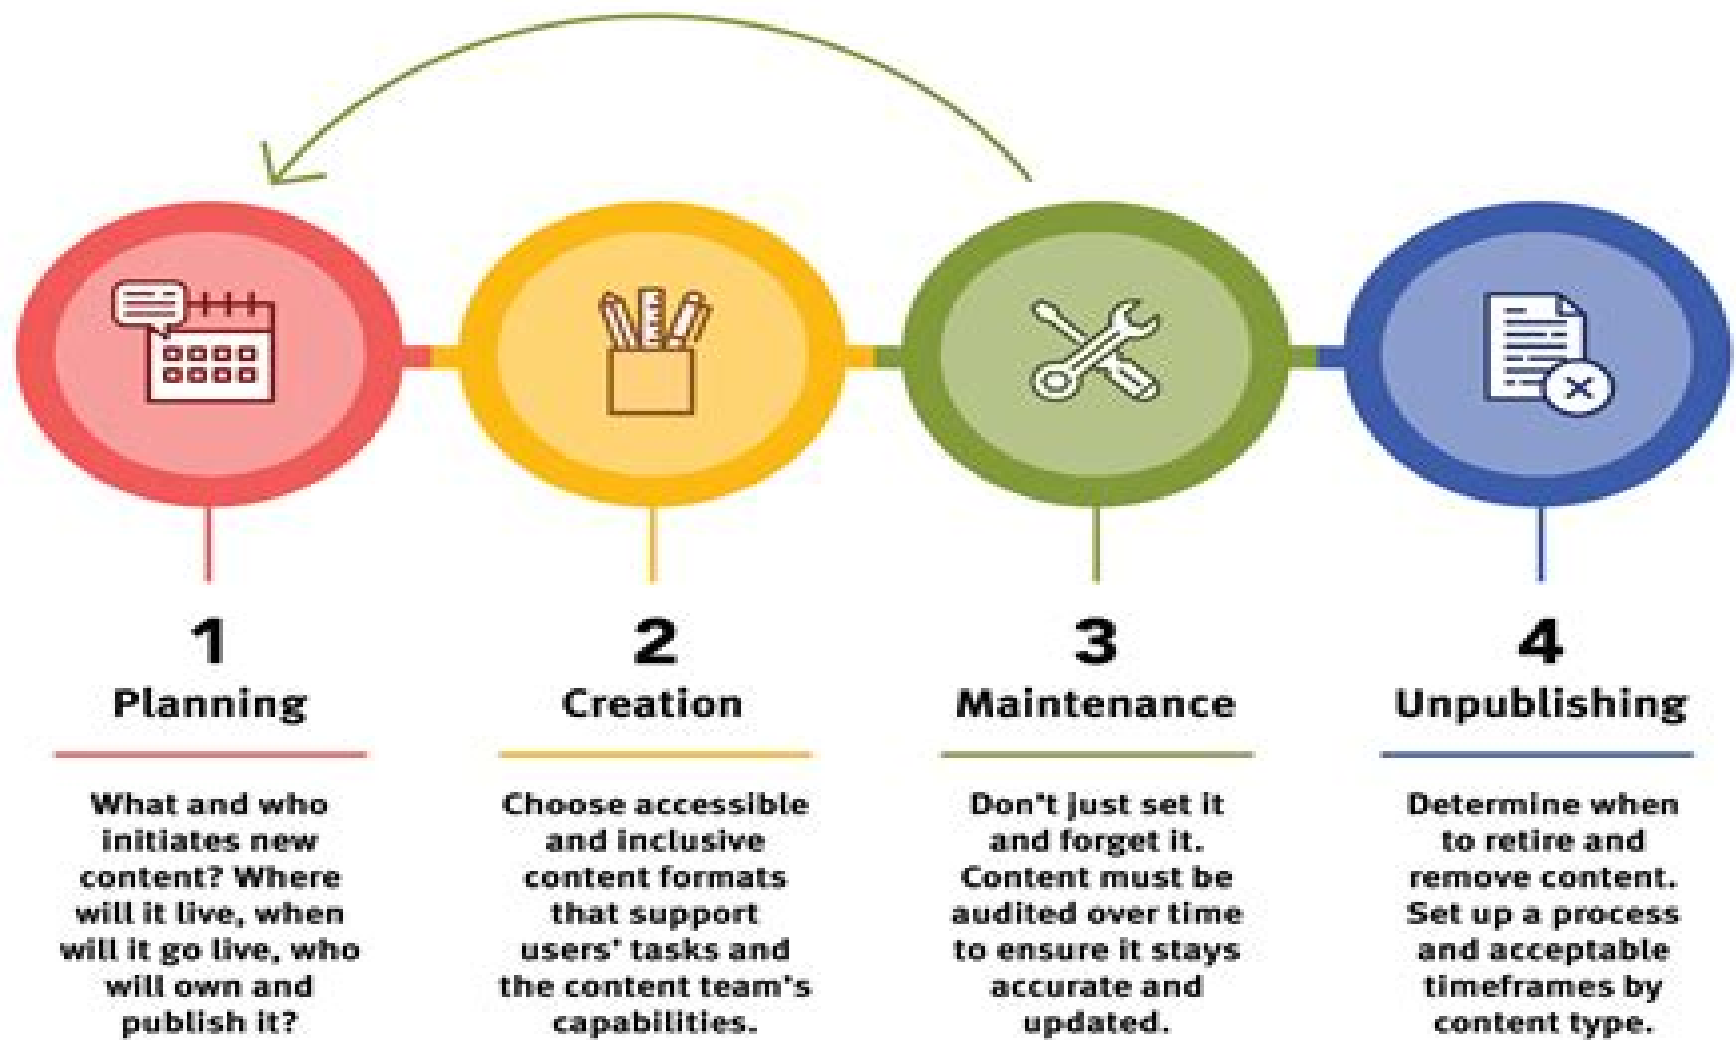 1
Planning
What and who
initiates new
content? Where
will it live, when
will it go live, who
will own and
publish it?
2
Creation
Choose accessible
and inclusive
content formats
that support
users' tasks and
the content team's
capabilities.
3
Maintenance
Don't just set it
and forget it.
Content must be
audited over time
to ensure it stays
accurate and
updated.
4
Unpublishing
Determine when
to retire and
remove content.
Set up a process
and acceptable
timeframes by
content type.